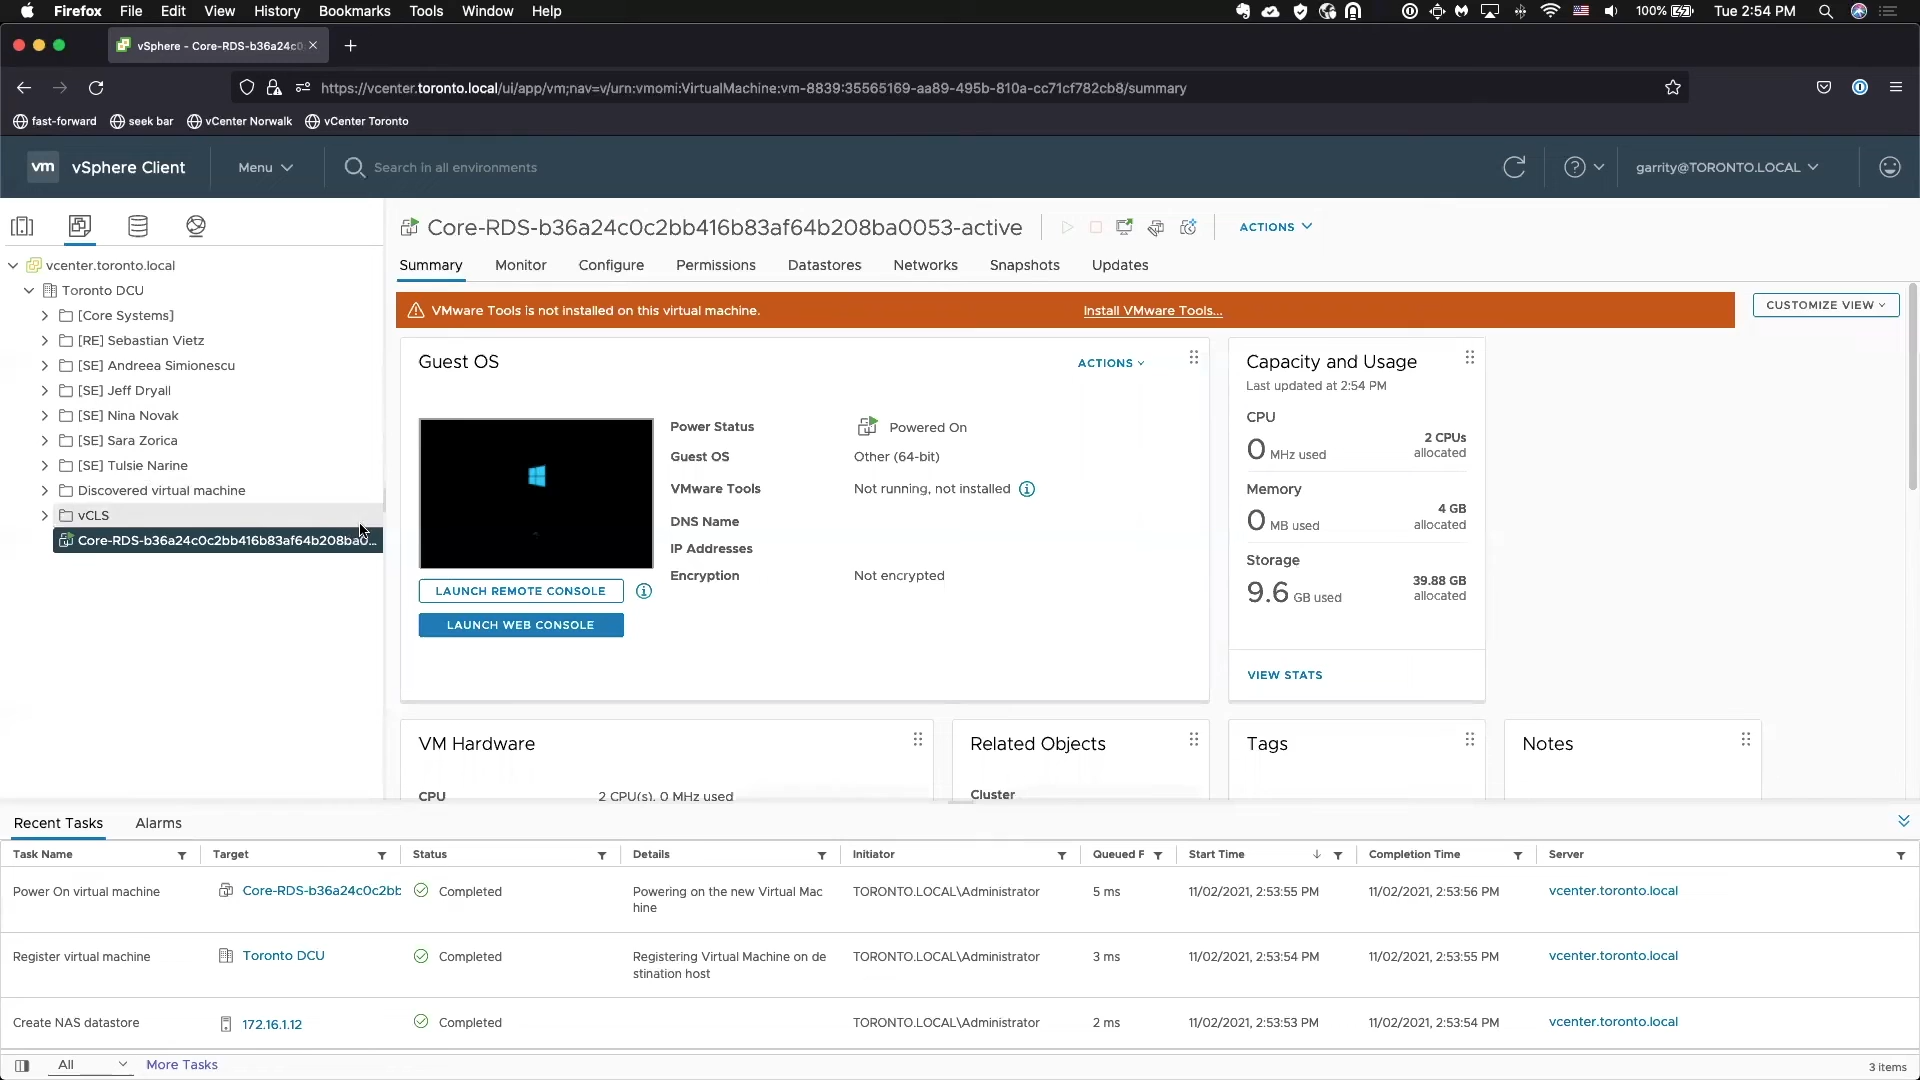 Firefox File Edit View History Bookmarks Tools Window Help
100% Tue 2:54 PM
vSphere - Core-RDS-b36a24c0
https://vcenter.toronto.local/ui/app/vm;nav=v/urn:vmomi:VirtualMachine:vm-8839:35565169-aa89-495b-810a-cc71cf782cb8/summary
fast-forward seek bar vCenter Norwalk vCenter Toronto
vm vSphere Client Menu Search in all environments garrity@TORONTO.LOCAL
vcenter.toronto.local
Toronto DCU
[Core Systems]
[RE] Sebastian Vietz
[SE] Andreea Simionescu
[SE] Jeff Dryall
[SE] Nina Novak
[SE] Sara Zorica
[SE] Tulsie Narine
Discovered virtual machine
vCLS
Core-RDS-b36a24c0c2bb416b83af64b208ba0...
Core-RDS-b36a24c0c2bb416b83af64b208ba0053-active ACTIONS
Summary Monitor Configure Permissions Datastores Networks Snapshots Updates
VMware Tools is not installed on this virtual machine. Install VMware Tools...
CUSTOMIZE VIEW
Guest OS ACTIONS
Power Status Powered On
Guest OS Other (64-bit)
VMware Tools Not running, not installed
DNS Name
IP Addresses
Encryption Not encrypted
LAUNCH REMOTE CONSOLE
LAUNCH WEB CONSOLE
Capacity and Usage
Last updated at 2:54 PM
CPU
0 MHz used 2 CPUs allocated
Memory
0 MB used 4 GB allocated
Storage
9.6 GB used 39.88 GB allocated
VIEW STATS
VM Hardware
CPU 2 CPU(s), 0 MHz used
Related Objects
Cluster
Tags
Notes
Recent Tasks Alarms
Task Name Target Status Details Initiator Queued F Start Time Completion Time Server
Power On virtual machine Core-RDS-b36a24c0c2bb Completed Powering on the new Virtual Mac TORONTO.LOCAL\Administrator 5 ms 11/02/2021, 2:53:55 PM 11/02/2021, 2:53:56 PM vcenter.toronto.local
hine
Register virtual machine Toronto DCU Completed Registering Virtual Machine on de TORONTO.LOCAL\Administrator 3 ms 11/02/2021, 2:53:54 PM 11/02/2021, 2:53:55 PM vcenter.toronto.local
stination host
Create NAS datastore 172.16.1.12 Completed TORONTO.LOCAL\Administrator 2 ms 11/02/2021, 2:53:53 PM 11/02/2021, 2:53:54 PM vcenter.toronto.local
All More Tasks 3 items